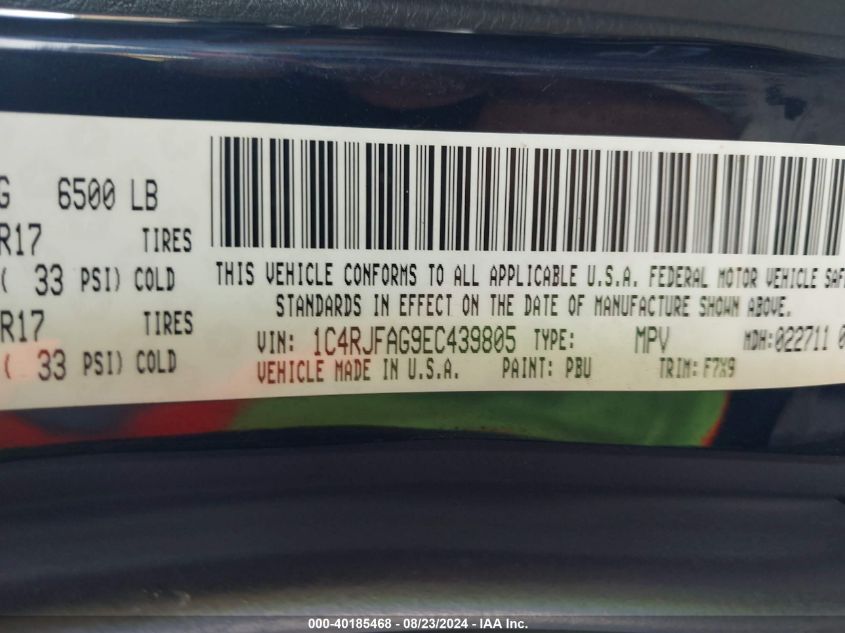 G 6500 LB
R17 TIRES
( 33 PSI) COLD
R17 TIRES
( 33 PSI) COLD
THIS VEHICLE CONFORMS TO ALL APPLICABLE U.S.A. FEDERAL MOTOR VEHICLE SAF
STANDARDS IN EFFECT ON THE DATE OF MANUFACTURE SHOWN ABOVE.
VIN: 1C4RJFAG9EC439805 TYPE: MPV MDH:022711 0
VEHICLE MADE IN U.S.A. PAINT: PBU TRIM: F7X9
000-40185468 - 08/23/2024 - IAA Inc.